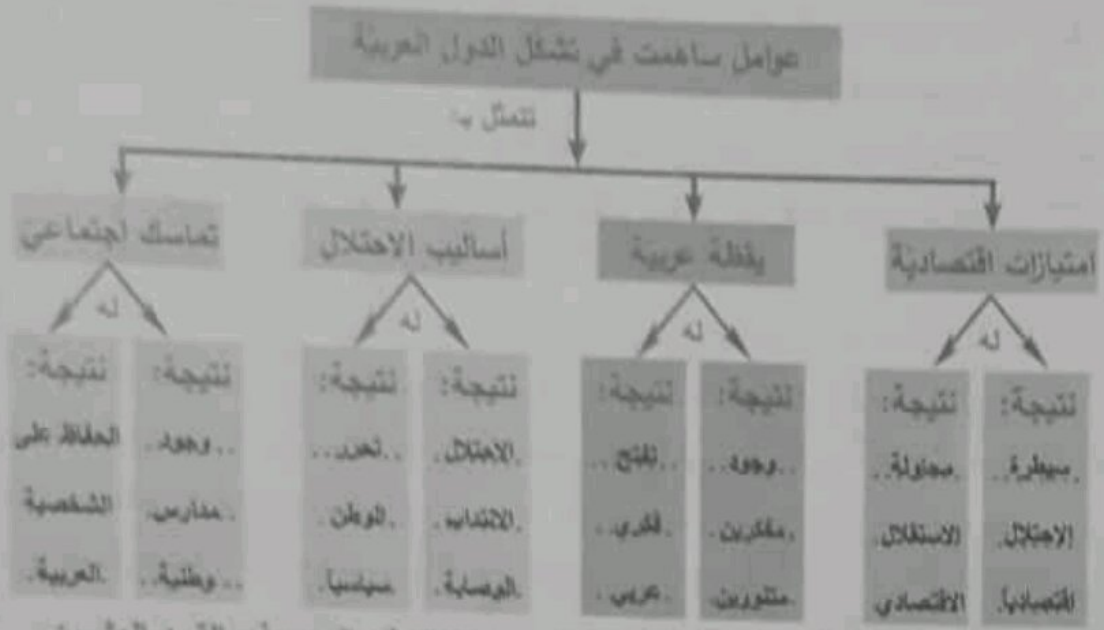 عوامل ساهمت في تشكل الدول العربية
تتمثل بـ:
امتيازات اقتصادية
له
نتيجة:
.سيطرة..
الاحتلال.
اقتصادياً.
نتيجة:
.محاولة..
الاستقلال.
الاقتصادي
يقظة عربية
له
نتيجة:
..وجود..
.مفكرين.
متنورين.
نتيجة:
..تفتح..
.فكري..
.عربي.
أساليب الاحتلال
له
نتيجة:
.الاحتلال.
.الانتداب.
.الوصاية.
نتيجة:
..تحرر..
.الوطن.
سياسياً.
تماسك اجتماعي
له
نتيجة:
..وجود..
.مدارس..
..وطنية..
نتيجة:
الحفاظ على
الشخصية
.العربية.